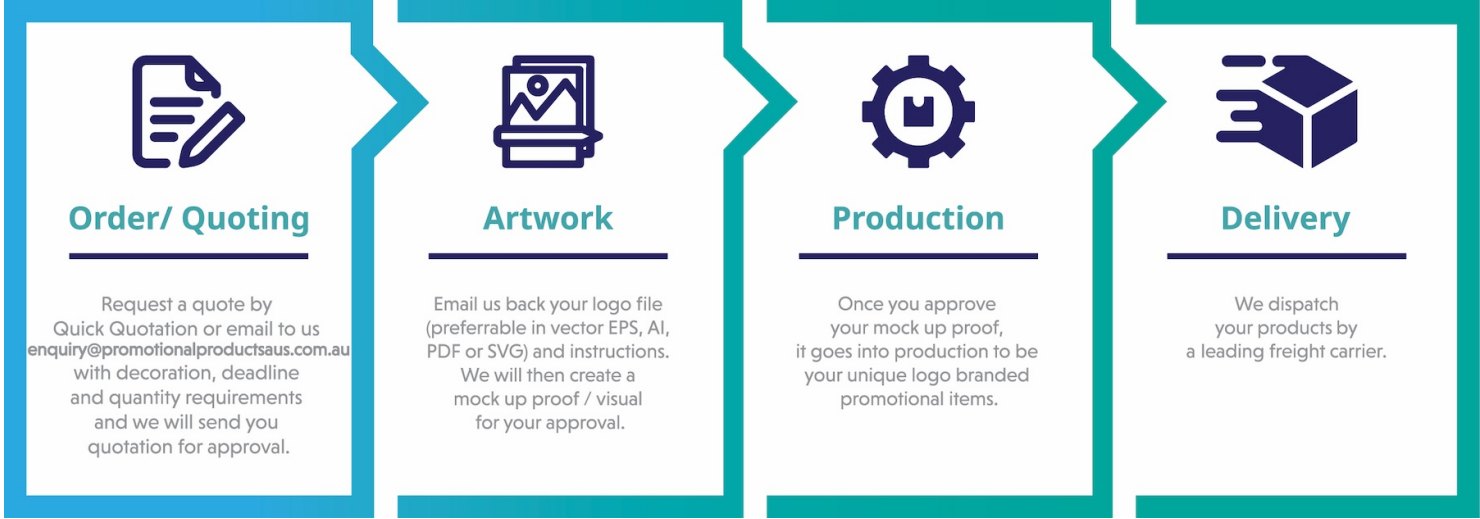 Order/ Quoting
Request a quote by
Quick Quotation or email to us
enquiry@promotionalproductsaus.com.au
with decoration, deadline
and quantity requirements
and we will send you
quotation for approval.
Artwork
Email us back your logo file
(preferrable in vector EPS, AI,
PDF or SVG) and instructions.
We will then create a
mock up proof / visual
for your approval.
Production
Once you approve
your mock up proof,
it goes into production to be
your unique logo branded
promotional items.
Delivery
We dispatch
your products by
a leading freight carrier.